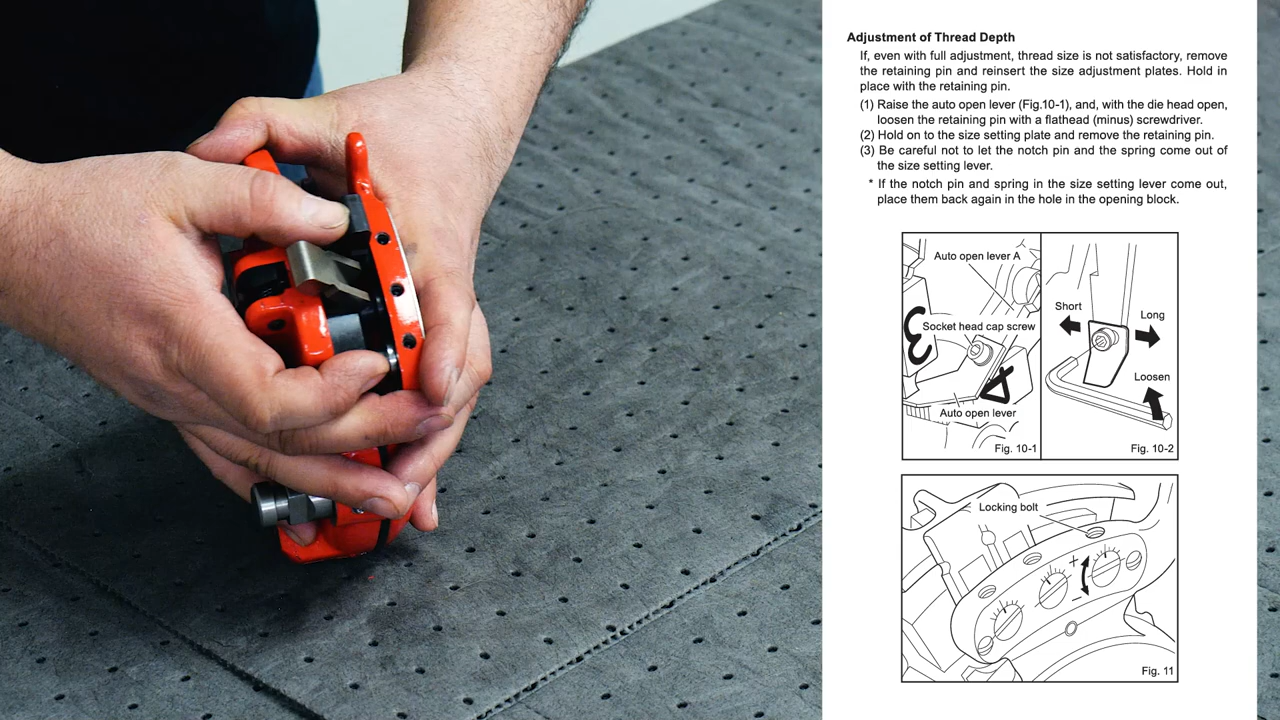 Adjustment of Thread Depth
If, even with full adjustment, thread size is not satisfactory, remove
the retaining pin and reinsert the size adjustment plates. Hold in
place with the retaining pin.
(1) Raise the auto open lever (Fig.10-1), and, with the die head open,
loosen the retaining pin with a flathead (minus) screwdriver.
(2) Hold on to the size setting plate and remove the retaining pin.
(3) Be careful not to let the notch pin and the spring come out of
the size setting lever.
* If the notch pin and spring in the size setting lever come out,
place them back again in the hole in the opening block.
Auto open lever A
Socket head cap screw
3
4
Auto open lever
Fig. 10-1
Short
Long
Loosen
Fig. 10-2
Locking bolt
+
−
Fig. 11